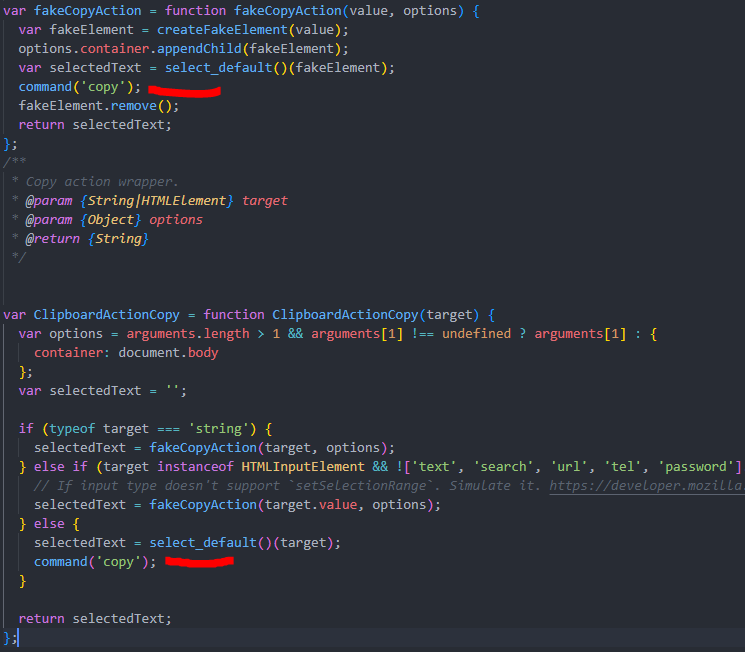 var fakeCopyAction = function fakeCopyAction(value, options) {
  var fakeElement = createFakeElement(value);
  options.container.appendChild(fakeElement);
  var selectedText = select_default()(fakeElement);
  command('copy');
  fakeElement.remove();
  return selectedText;
};
/**
 * Copy action wrapper.
 * @param {String|HTMLElement} target
 * @param {Object} options
 * @return {String}
 */
var ClipboardActionCopy = function ClipboardActionCopy(target) {
  var options = arguments.length > 1 && arguments[1] !== undefined ? arguments[1] : {
    container: document.body
  };
  var selectedText = '';
  if (typeof target === 'string') {
    selectedText = fakeCopyAction(target, options);
  } else if (target instanceof HTMLInputElement && !['text', 'search', 'url', 'tel', 'password']
    // If input type doesn't support `setSelectionRange`. Simulate it. https://developer.mozilla
    selectedText = fakeCopyAction(target.value, options);
  } else {
    selectedText = select_default()(target);
    command('copy');
  }
  return selectedText;
};